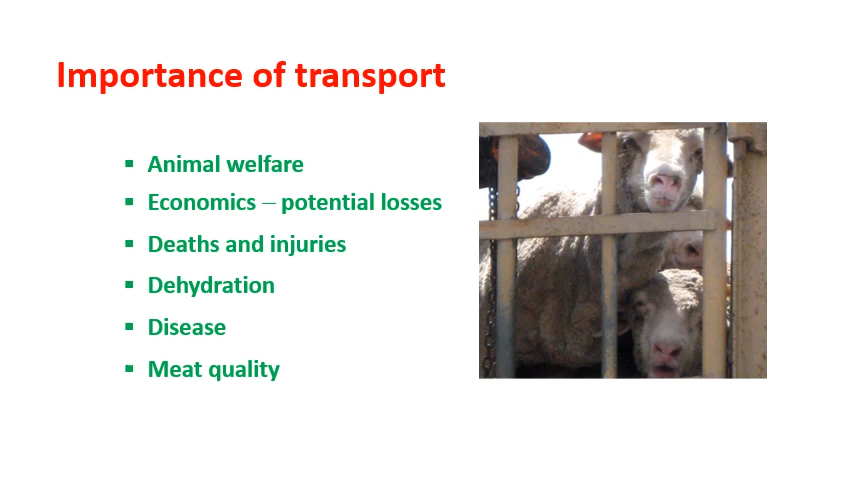 Importance of transport
▪ Animal welfare
▪ Economics – potential losses
▪ Deaths and injuries
▪ Dehydration
▪ Disease
▪ Meat quality